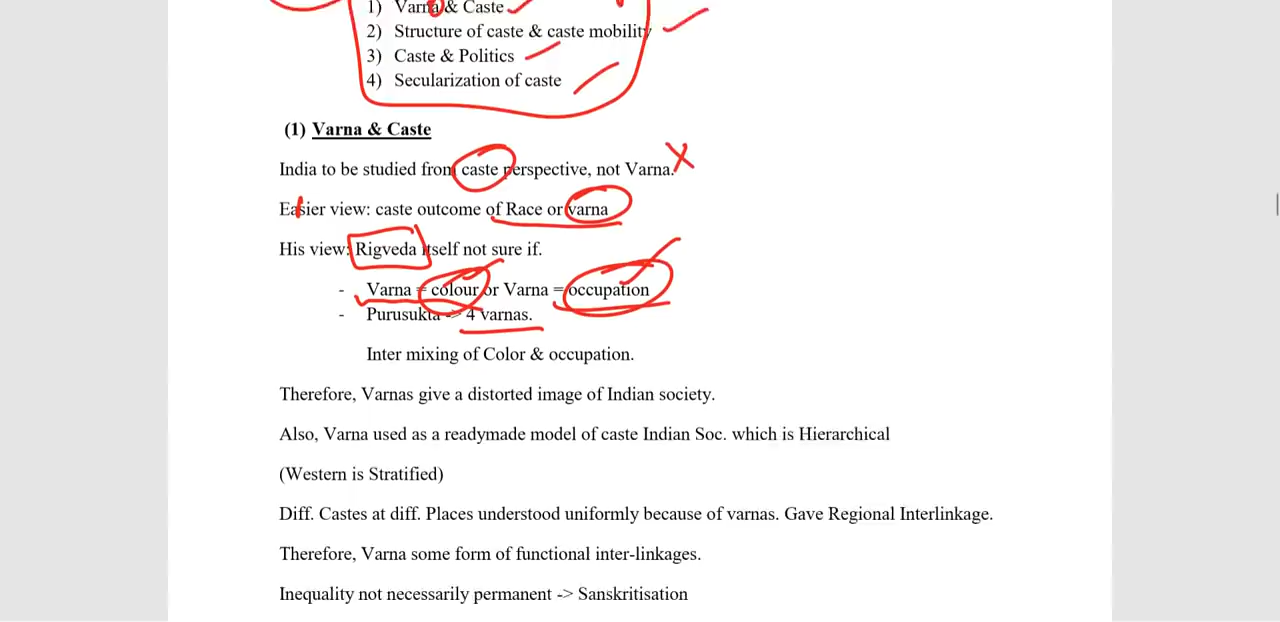 1) Varna & Caste
2) Structure of caste & caste mobility
3) Caste & Politics
4) Secularization of caste
(1) Varna & Caste
India to be studied from caste perspective, not Varna.
Easier view: caste outcome of Race or varna
His view: Rigveda itself not sure if.
- Varna = colour or Varna = occupation
- Purusukta -> 4 varnas.
Inter mixing of Color & occupation.
Therefore, Varnas give a distorted image of Indian society.
Also, Varna used as a readymade model of caste Indian Soc. which is Hierarchical
(Western is Stratified)
Diff. Castes at diff. Places understood uniformly because of varnas. Gave Regional Interlinkage.
Therefore, Varna some form of functional inter-linkages.
Inequality not necessarily permanent -> Sanskritisation